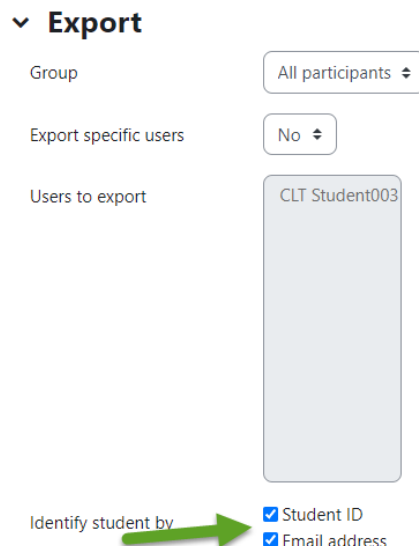 Export
Group
All participants
Export specific users
No
Users to export
CLT Student003
Identify student by
Student ID
Email address